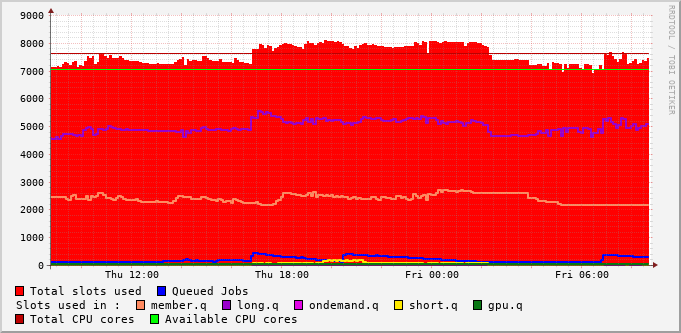 9000
8000
7000
6000
5000
4000
3000
2000
1000
0
Thu 12:00 Thu 18:00 Fri 00:00 Fri 06:00
RRDTOOL / TOBI OETIKER
Total slots used Queued Jobs
Slots used in : member.q long.q ondemand.q short.q gpu.q
Total CPU cores Available CPU cores